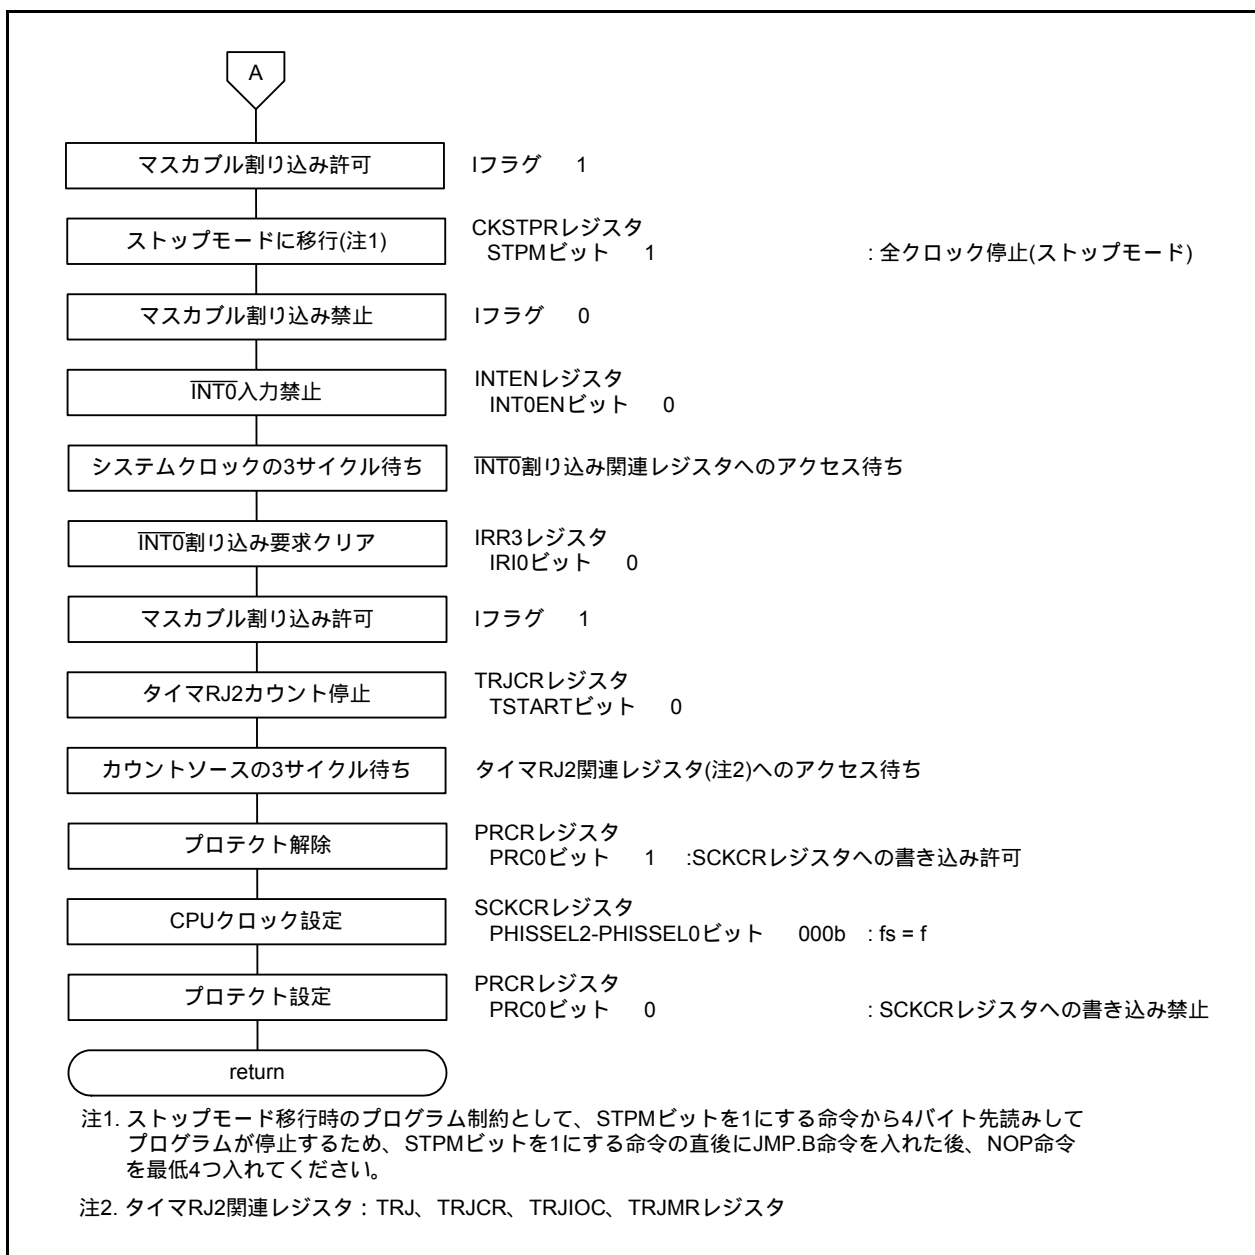 A
マスカブル割り込み許可 Iフラグ 1
ストップモードに移行(注1) CKSTPRレジスタ
STPMビット 1 : 全クロック停止(ストップモード)
マスカブル割り込み禁止 Iフラグ 0
INT0入力禁止 INTENレジスタ
INT0ENビット 0
システムクロックの3サイクル待ち INT0割り込み関連レジスタへのアクセス待ち
INT0割り込み要求クリア IRR3レジスタ
IRI0ビット 0
マスカブル割り込み許可 Iフラグ 1
タイマRJ2カウント停止 TRJCRレジスタ
TSTARTビット 0
カウントソースの3サイクル待ち タイマRJ2関連レジスタ(注2)へのアクセス待ち
プロテクト解除 PRCRレジスタ
PRC0ビット 1 :SCKCRレジスタへの書き込み許可
CPUクロック設定 SCKCRレジスタ
PHISSEL2-PHISSEL0ビット 000b : fs = f
プロテクト設定 PRCRレジスタ
PRC0ビット 0 : SCKCRレジスタへの書き込み禁止
return
注1. ストップモード移行時のプログラム制約として、STPMビットを1にする命令から4バイト先読みして
プログラムが停止するため、STPMビットを1にする命令の直後にJMP.B命令を入れた後、NOP命令
を最低4つ入れてください。
注2. タイマRJ2関連レジスタ : TRJ、TRJCR、TRJIOC、TRJMRレジスタ